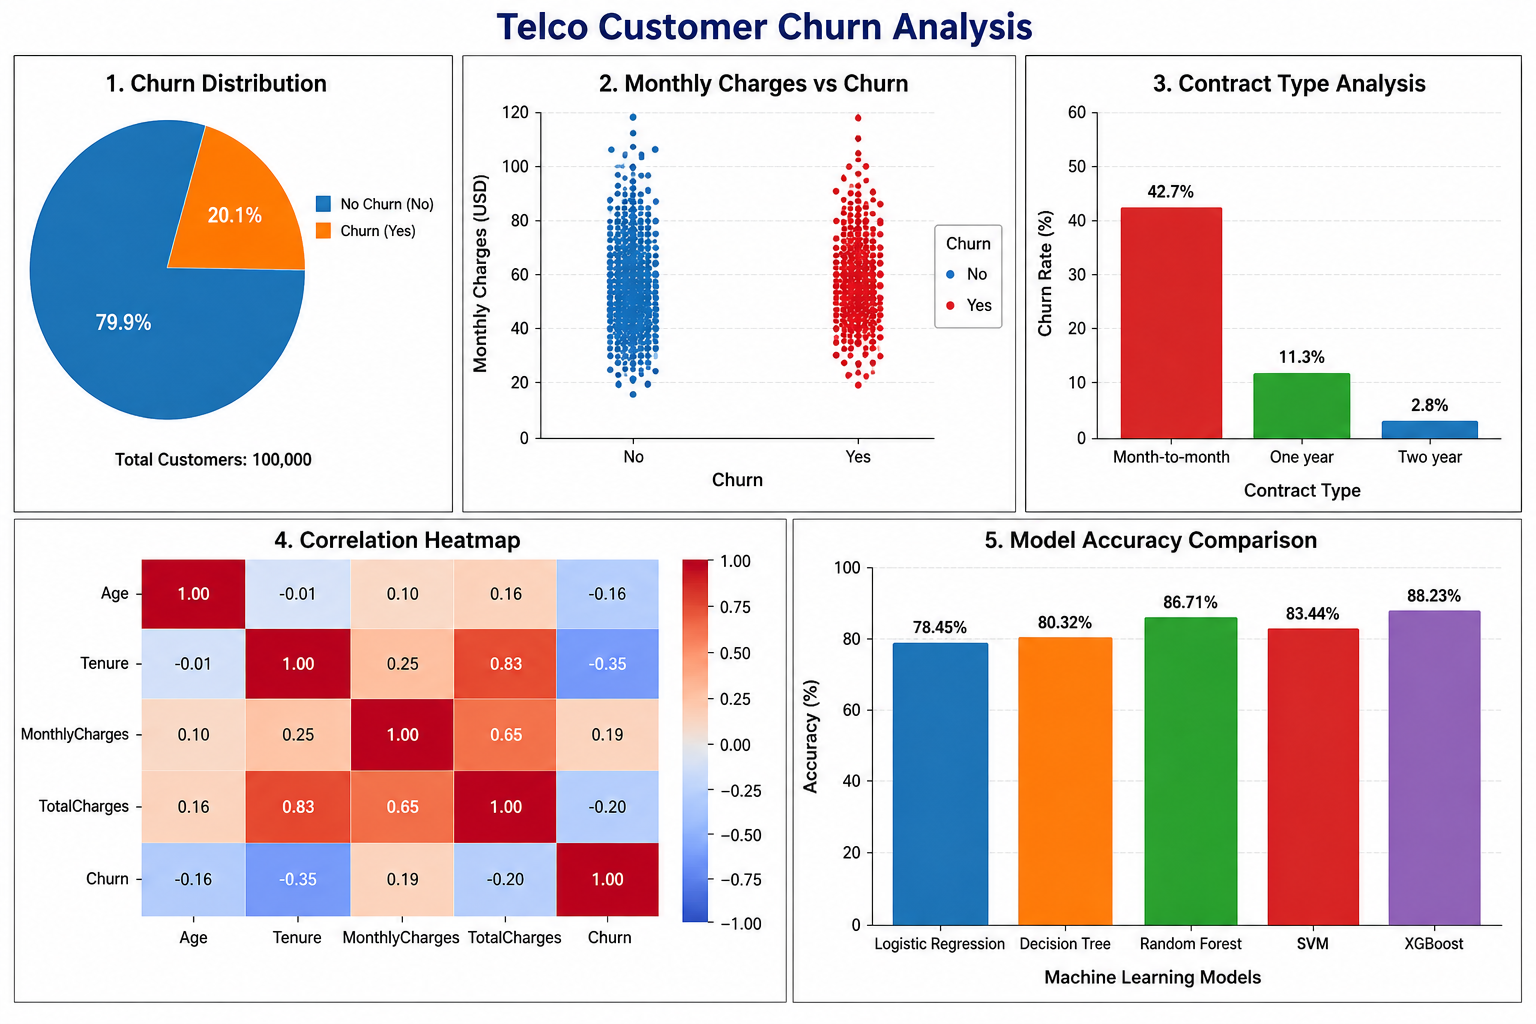 Telco Customer Churn Analysis
1. Churn Distribution
20.1%
79.9%
No Churn (No)
Churn (Yes)
Total Customers: 100,000
2. Monthly Charges vs Churn
Monthly Charges (USD)
120
100
80
60
40
20
0
No
Yes
Churn
Churn
No
Yes
3. Contract Type Analysis
Churn Rate (%)
60
50
40
30
20
10
0
42.7%
11.3%
2.8%
Month-to-month
One year
Two year
Contract Type
4. Correlation Heatmap
Age 1.00 -0.01 0.10 0.16 -0.16
Tenure -0.01 1.00 0.25 0.83 -0.35
MonthlyCharges 0.10 0.25 1.00 0.65 0.19
TotalCharges 0.16 0.83 0.65 1.00 -0.20
Churn -0.16 -0.35 0.19 -0.20 1.00
Age Tenure MonthlyCharges TotalCharges Churn
1.00
0.75
0.50
0.25
0.00
-0.25
-0.50
-0.75
-1.00
5. Model Accuracy Comparison
Accuracy (%)
100
80
60
40
20
0
78.45%
80.32%
86.71%
83.44%
88.23%
Logistic Regression
Decision Tree
Random Forest
SVM
XGBoost
Machine Learning Models